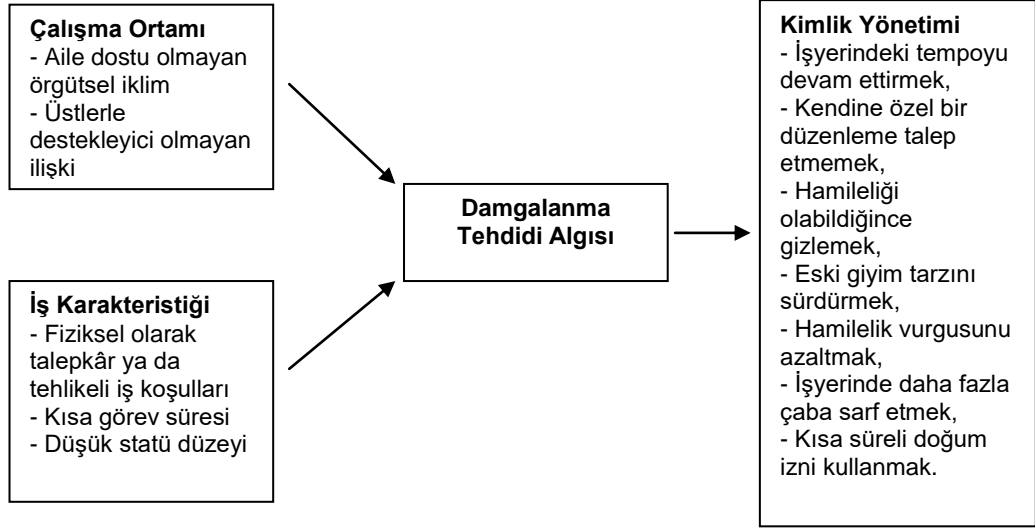 Çalışma Ortamı
- Aile dostu olmayan
örgütsel iklim
- Üstlerle
destekleyici olmayan
ilişki
İş Karakteristiği
- Fiziksel olarak
talepkâr ya da
tehlikeli iş koşulları
- Kısa görev süresi
- Düşük statü düzeyi
Damgalanma
Tehdidi Algısı
Kimlik Yönetimi
- İşyerindeki tempoyu
devam ettirmek,
- Kendine özel bir
düzenleme talep
etmemek,
- Hamileliği
olabildiğince
gizlemek,
- Eski giyim tarzını
sürdürmek,
- Hamilelik vurgusunu
azaltmak,
- İşyerinde daha fazla
çaba sarf etmek,
- Kısa süreli doğum
izni kullanmak.